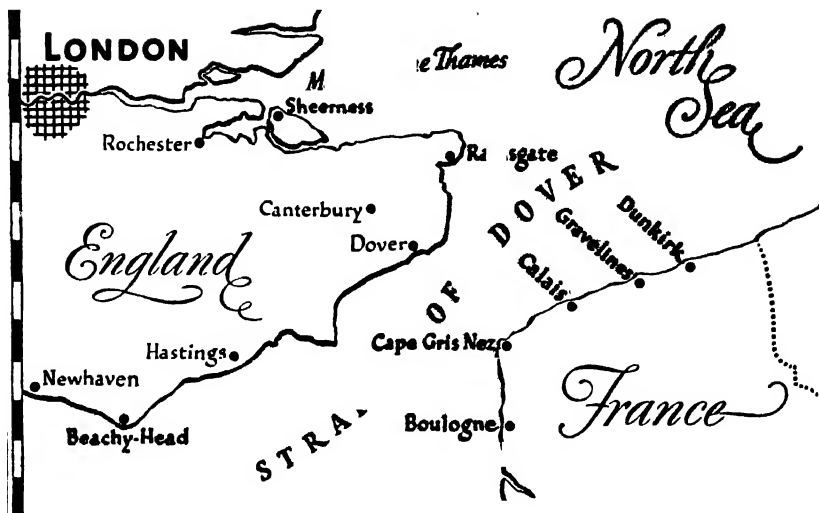 LONDON
North
Sea
M
e Thames
Sheerness
Rochester
R
sgate
Canterbury
Dover
England
STRA
OF
DOVER
Dunkirk
Gravelines
Calais
Cape Gris Nez
Hastings
Newhaven
Beachy-Head
Boulogne
France